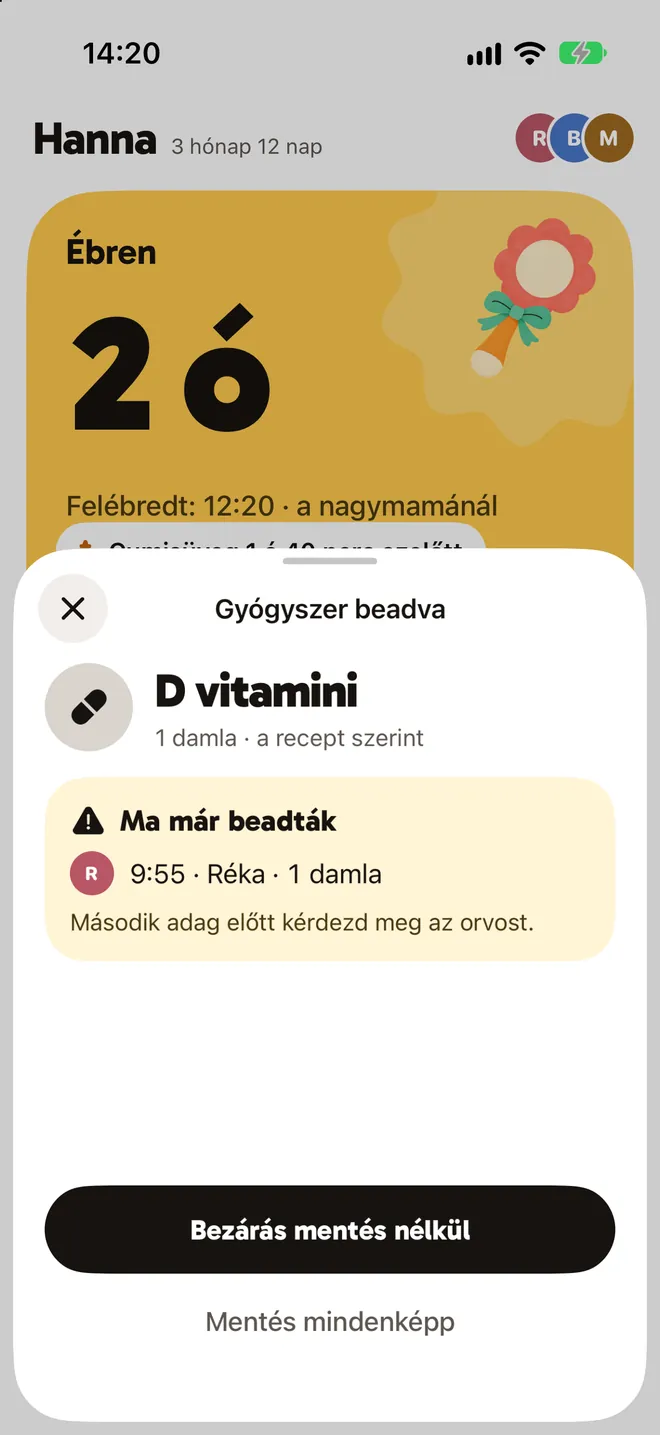 14:20
Hanna 3 hónap 12 nap
R B M
Ébren
2 ó
Felébredt: 12:20 · a nagymamánál
Gyógyszer beadva
D vitamini
1 damla · a recept szerint
Ma már beadták
R 9:55 · Réka · 1 damla
Második adag előtt kérdezd meg az orvost.
Bezárás mentés nélkül
Mentés mindenképp